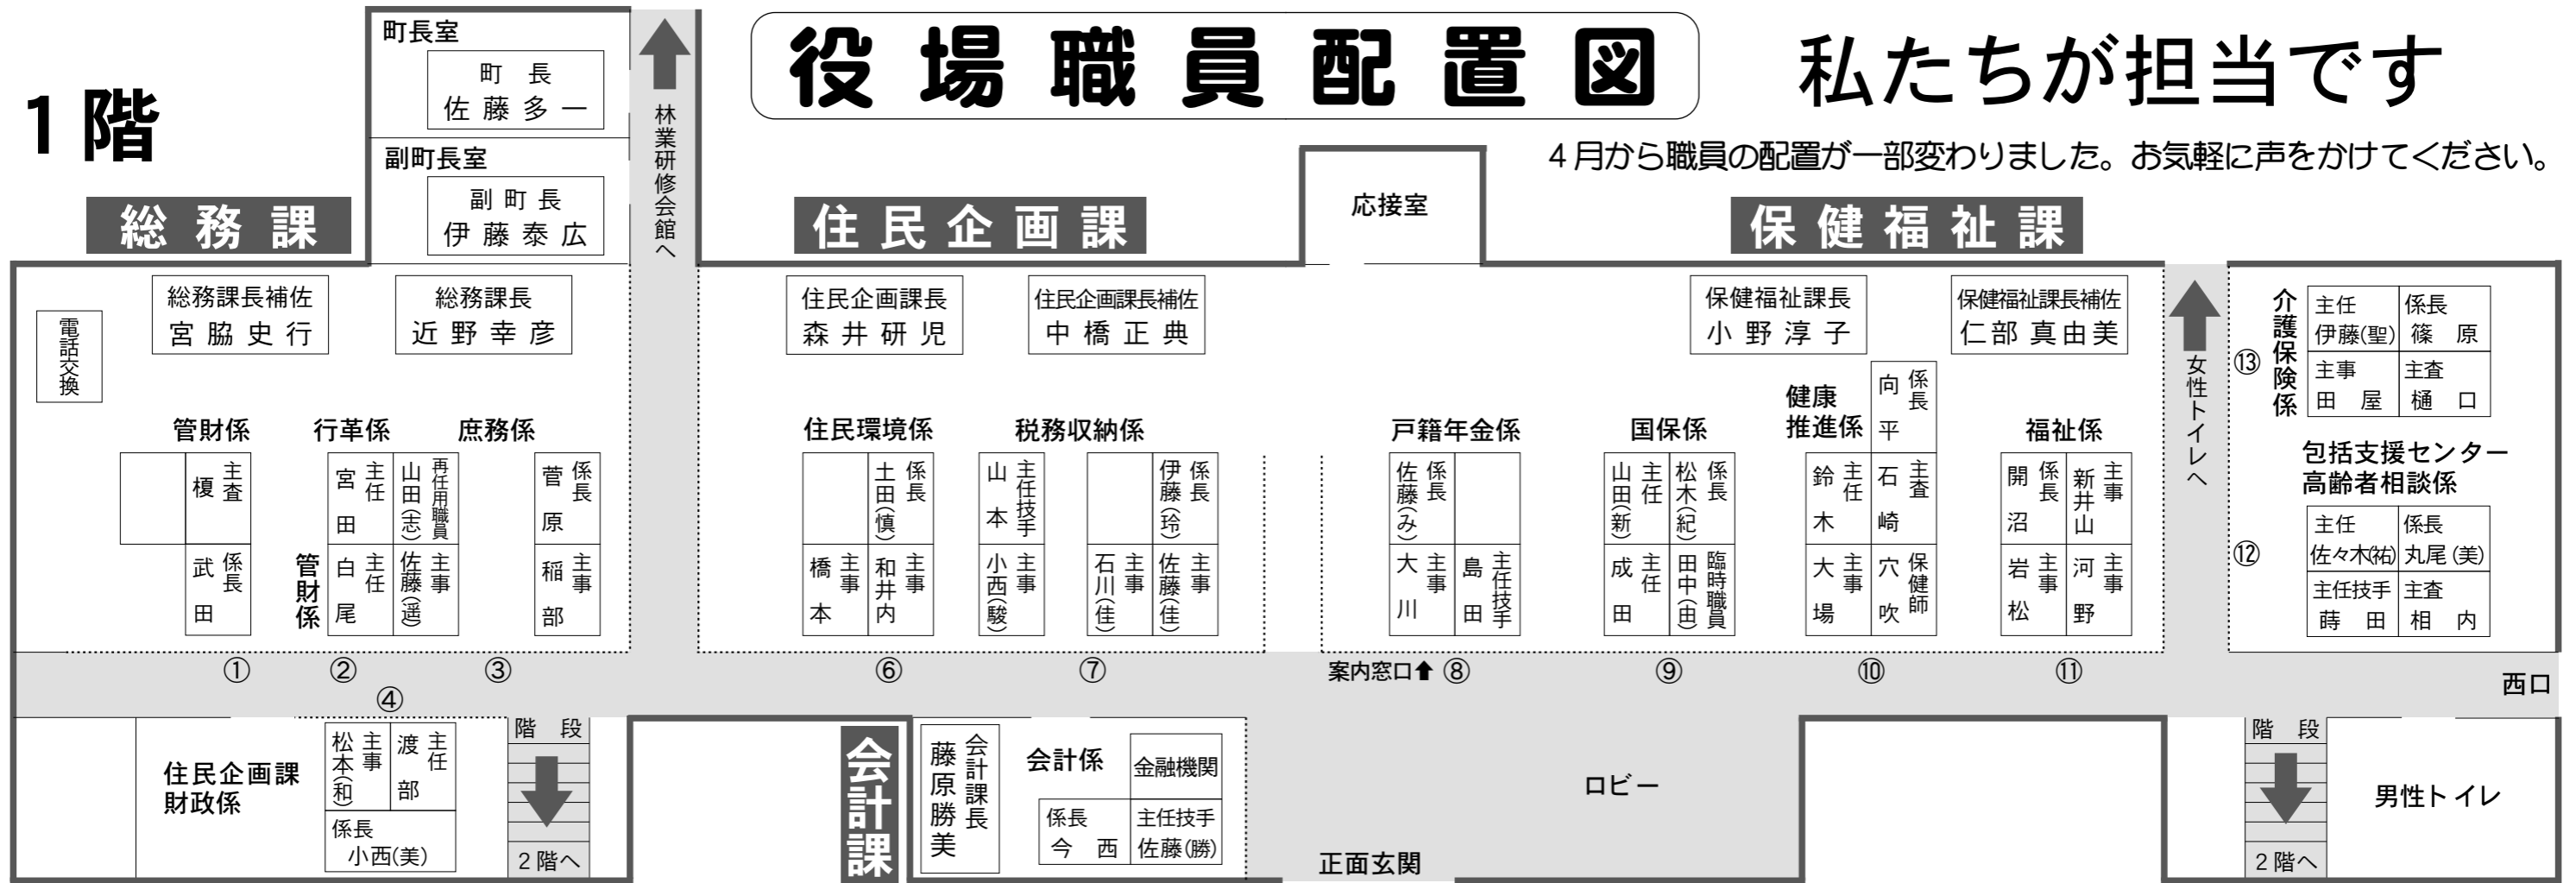 役場職員配置図
私たちが担当です
4月から職員の配置が一部変わりました。お気軽に声をかけてください。
1階
町長室
町長
佐藤多一
副町長室
副町長
伊藤泰広
林業研修会館へ
総務課
総務課長補佐
宮脇史行
総務課長
近野幸彦
電話交換
管財係
主査
榎
係長
武田
行革係
主任
宮田
管財係
主任
白尾
庶務係
再任用職員
山田(志)
主事
佐藤(遥)
係長
菅原
主事
稲部
①
②
③
④
住民企画課
財政係
主事
松本(和)
主任
渡部
係長
小西(美)
階段
2階へ
住民企画課
住民企画課長
森井研児
住民企画課長補佐
中橋正典
住民環境係
係長
土田(慎)
主事
橋本
主事
和井内
税務収納係
主任技手
山本
主事
小西(駿)
係長
伊藤(玲)
主事
石川(佳)
主事
佐藤(佳)
⑥
⑦
会計課
会計課長
藤原勝美
会計係
金融機関
係長
今西
主任技手
佐藤(勝)
応接室
戸籍年金係
係長
佐藤(み)
主事
大川
主任技手
島田
案内窓口⬆⑧
ロビー
正面玄関
保健福祉課
保健福祉課長
小野淳子
保健福祉課長補佐
仁部真由美
国保係
主任
山田(新)
係長
松木(紀)
主任
成田
臨時職員
田中(由)
⑨
健康
推進係
係長
向平
主任
鈴木
主査
石崎
主事
大場
保健師
穴吹
⑩
福祉係
係長
開沼
主事
新井山
主事
岩松
主事
河野
⑪
女性トイレへ
⑬
介護保険係
主任
伊藤(聖)
係長
篠原
主事
田屋
主査
樋口
包括支援センター
高齢者相談係
⑫
主任
佐々木(祐)
係長
丸尾(美)
主任技手
蒔田
主査
相内
西口
階段
2階へ
男性トイレ